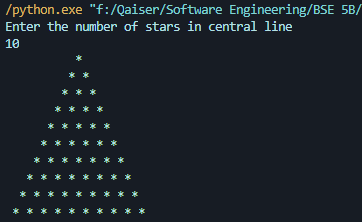 /python.exe "f:/Qaiser/Software Engineering/BSE 5B/
Enter the number of stars in central line
10
*
* *
* * *
* * * *
* * * * *
* * * * * *
* * * * * * *
* * * * * * * *
* * * * * * * * *
* * * * * * * * * *